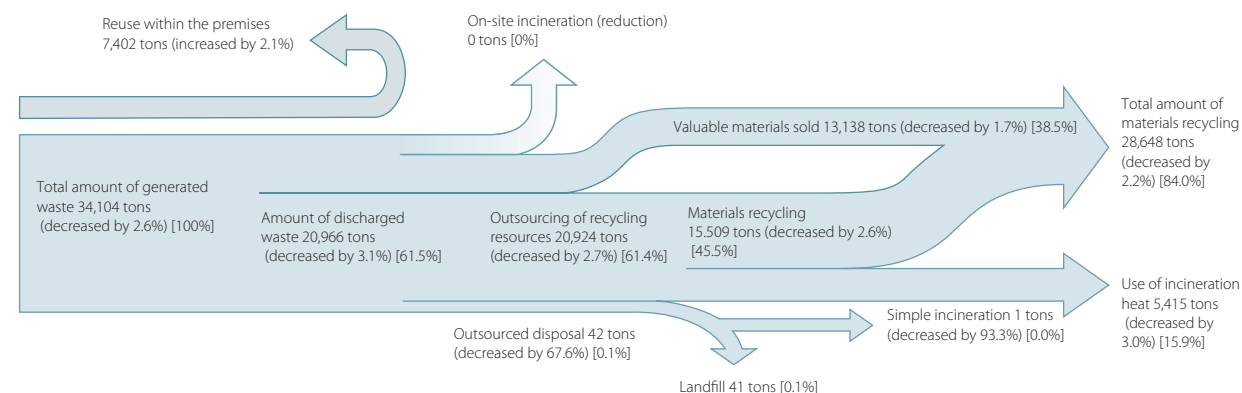 Reuse within the premises
7,402 tons (increased by 2.1%)
On-site incineration (reduction)
0 tons [0%]
Valuable materials sold 13,138 tons (decreased by 1.7%) [38.5%]
Total amount of
materials recycling
28,648 tons
(decreased by
2.2%) [84.0%]
Total amount of generated
waste 34,104 tons
(decreased by 2.6%) [100%]
Amount of discharged
waste 20,966 tons
(decreased by 3.1%) [61.5%]
Outsourcing of recycling
resources 20,924 tons
(decreased by 2.7%) [61.4%]
Materials recycling
15.509 tons (decreased by 2.6%)
[45.5%]
Use of incineration
heat 5,415 tons
(decreased by
3.0%) [15.9%]
Outsourced disposal 42 tons
(decreased by 67.6%) [0.1%]
Simple incineration 1 tons
(decreased by 93.3%) [0.0%]
Landfill 41 tons [0.1%]